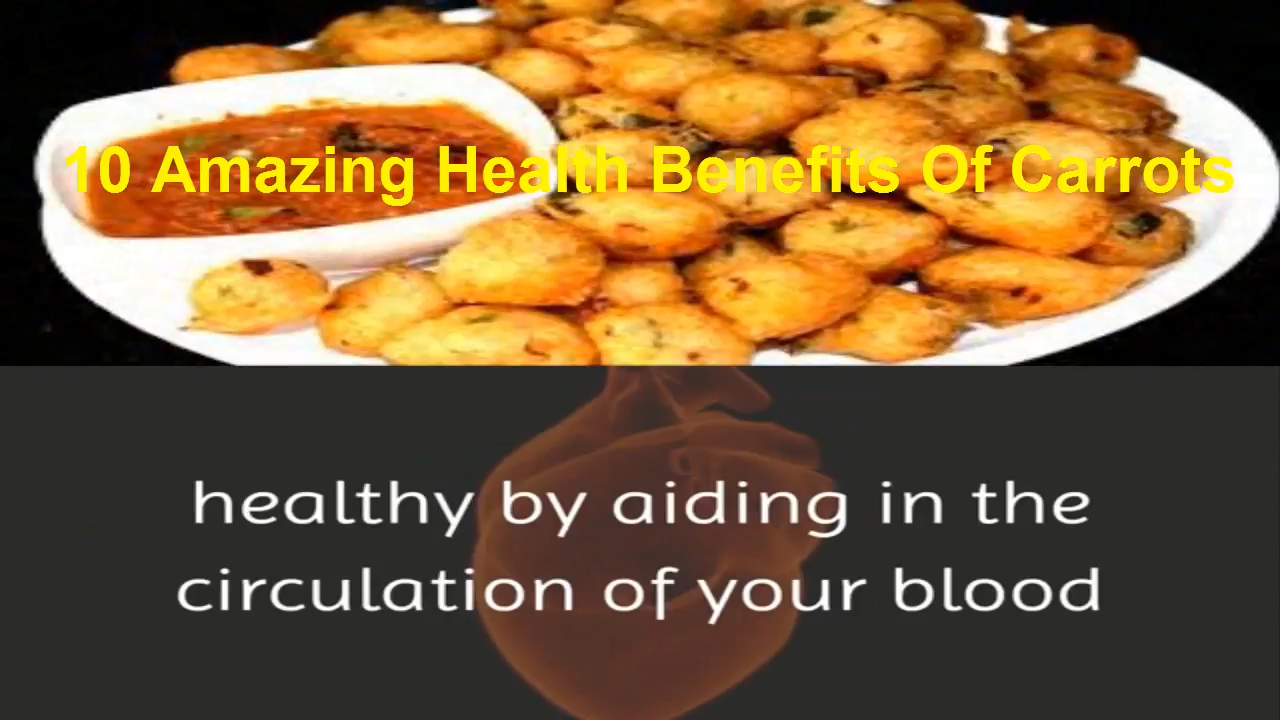 10 Amazing Health Benefits Of Carrots
healthy by aiding in the
circulation of your blood